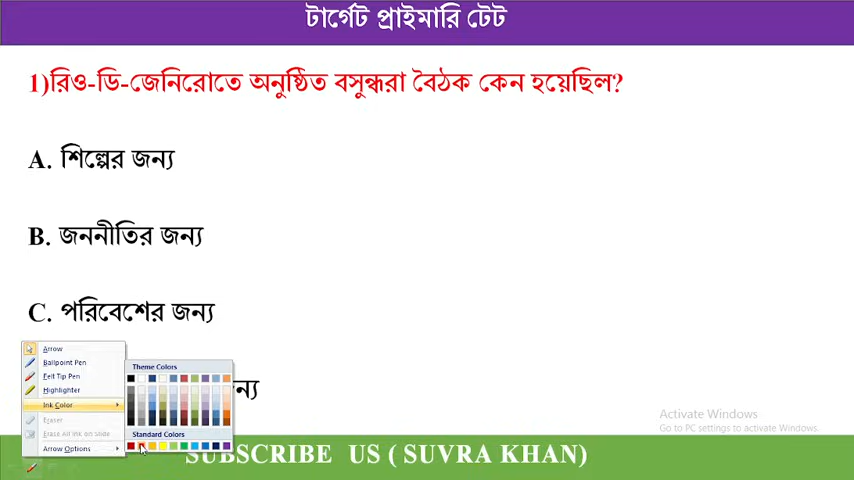 টার্গেট প্রাইমারি টেট
1)রিও-ডি-জেনিরোতে অনুষ্ঠিত বসুন্ধরা বৈঠক কেন হয়েছিল?
A. শিল্পের জন্য
B. জননীতির জন্য
C. পরিবেশের জন্য
Arrow
Ballpoint Pen
Felt Tip Pen
Highlighter
Ink Color
Eraser
Erase All Ink on Slide
Arrow Options
Theme Colors
Standard Colors
Activate Windows
Go to PC settings to activate Windows.
SUBSCRIBE US ( SUVRA KHAN)